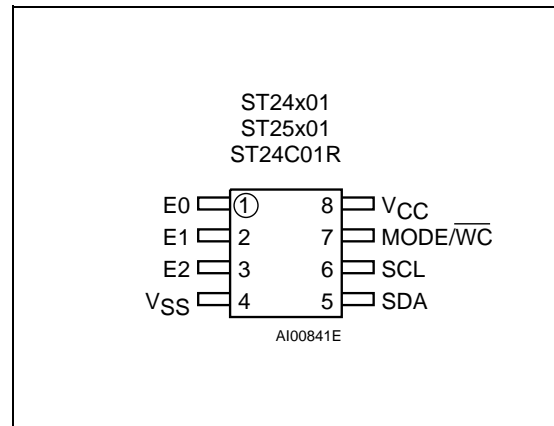 ST24x01
ST25x01
ST24C01R
E0 1 8 VCC
E1 2 7 MODE/W̅C̅
E2 3 6 SCL
VSS 4 5 SDA
AI00841E